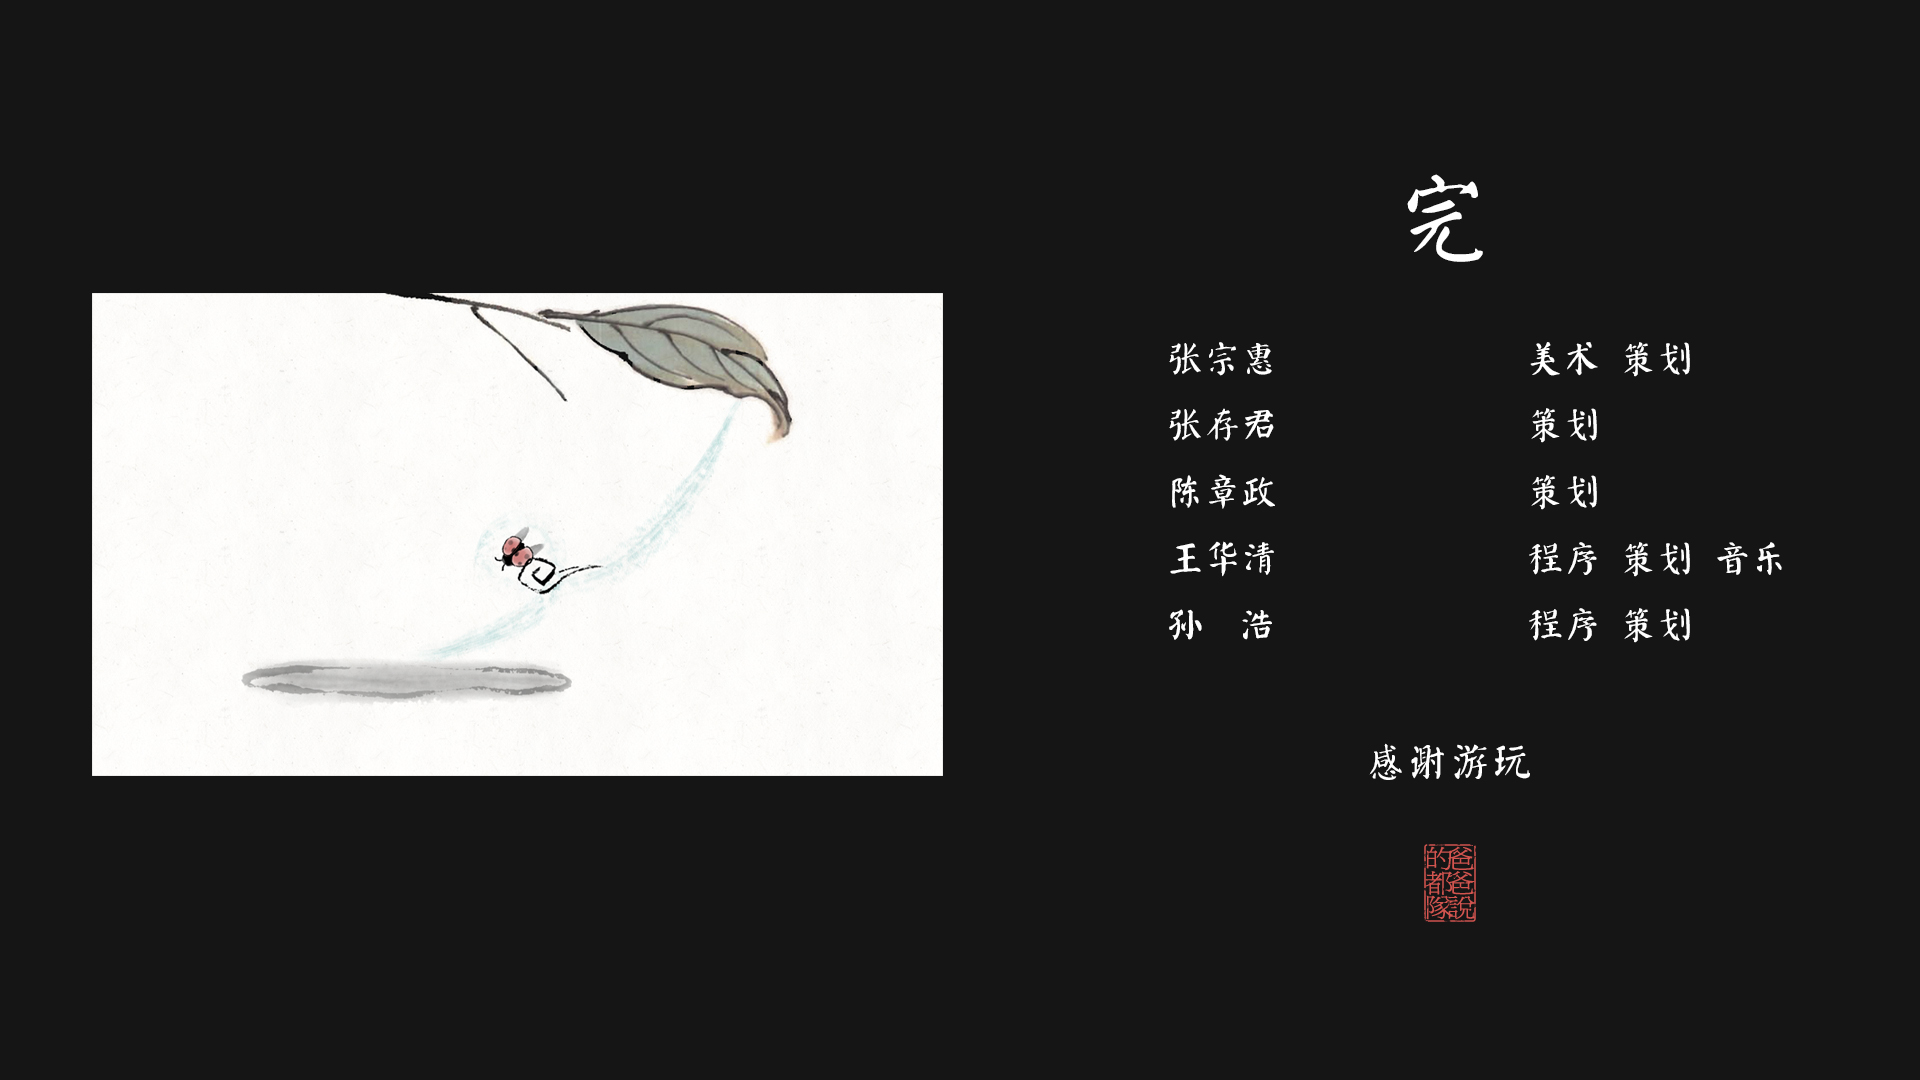 完
张宗惠 美术 策划
张存君 策划
陈章政 策划
王华清 程序 策划 音乐
孙 浩 程序 策划
感谢游玩
爸爸說
的都隊